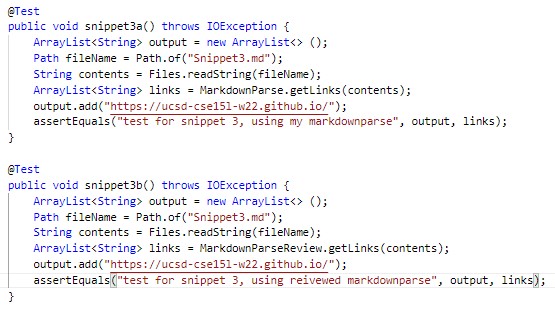 @Test
public void snippet3a() throws IOException {
    ArrayList<String> output = new ArrayList<> ();
    Path fileName = Path.of("Snippet3.md");
    String contents = Files.readString(fileName);
    ArrayList<String> links = MarkdownParse.getLinks(contents);
    output.add("https://ucsd-cse15l-w22.github.io/");
    assertEquals("test for snippet 3, using my markdownparse", output, links);
}

@Test
public void snippet3b() throws IOException {
    ArrayList<String> output = new ArrayList<> ();
    Path fileName = Path.of("Snippet3.md");
    String contents = Files.readString(fileName);
    ArrayList<String> links = MarkdownParseReview.getLinks(contents);
    output.add("https://ucsd-cse15l-w22.github.io/");
    assertEquals("test for snippet 3, using reivewed markdownparse", output, links);
}